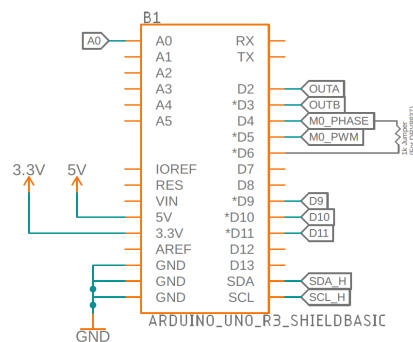 B1
A0 A0 RX
A1 TX
A2
A3 D2 OUTA
A4 *D3 OUTB
A5 D4 M0_PHASE
*D5 M0_PWM
*D6
1k Jumper
IOREF D7
3.3V 5V RES D8
VIN *D9 D9
5V *D10 D10
3.3V *D11 D11
AREF D12
GND D13
GND SDA SDA_H
GND SCL SCL_H
ARDUINO_UNO_R3_SHIELDBASIC
GND